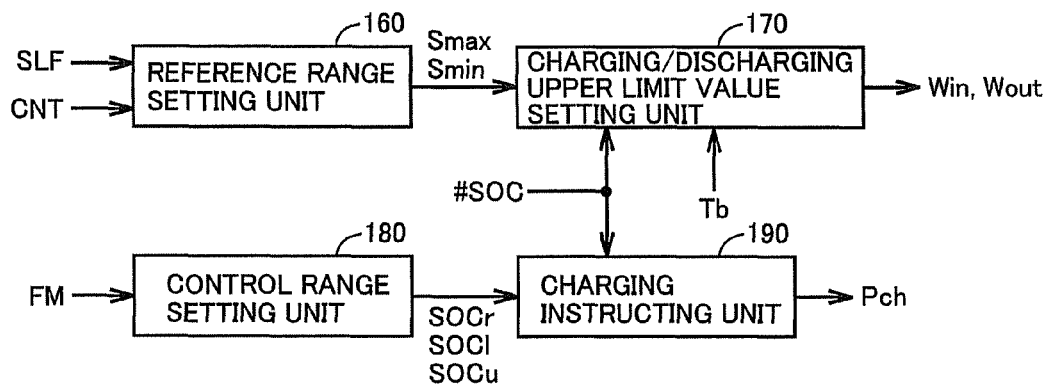 160
SLF
CNT
REFERENCE RANGE
SETTING UNIT
Smax
Smin
170
CHARGING/DISCHARGING
UPPER LIMIT VALUE
SETTING UNIT
Win, Wout
#SOC
Tb
180
FM
CONTROL RANGE
SETTING UNIT
SOCr
SOCl
SOCu
190
CHARGING
INSTRUCTING UNIT
Pch